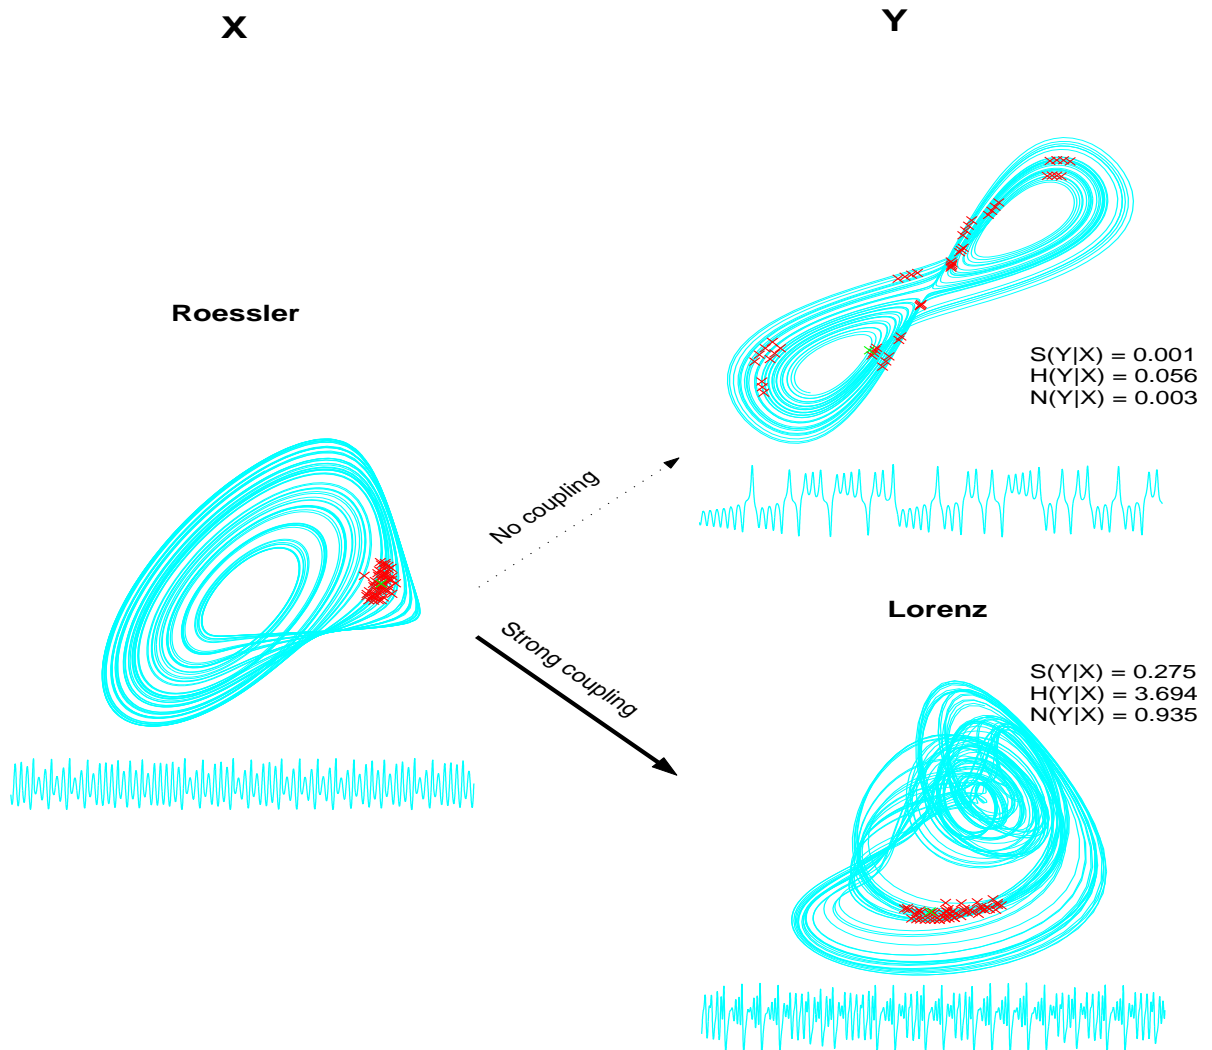 X
Y
Roessler
S(Y|X) = 0.001
H(Y|X) = 0.056
N(Y|X) = 0.003
No coupling
Lorenz
Strong coupling
S(Y|X) = 0.275
H(Y|X) = 3.694
N(Y|X) = 0.935